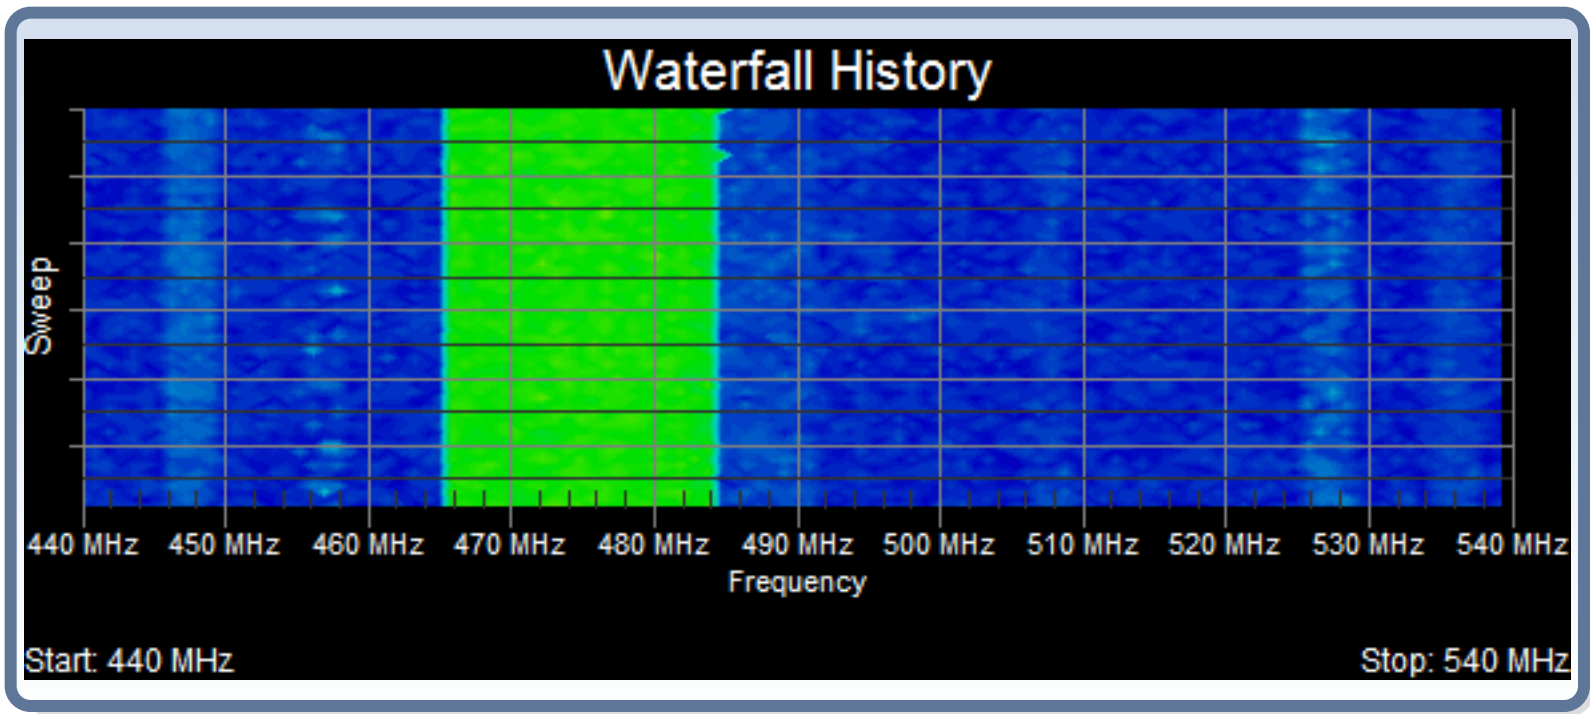 Waterfall History
Sweep
440 MHz 450 MHz 460 MHz 470 MHz 480 MHz 490 MHz 500 MHz 510 MHz 520 MHz 530 MHz 540 MHz
Frequency
Start: 440 MHz Stop: 540 MHz